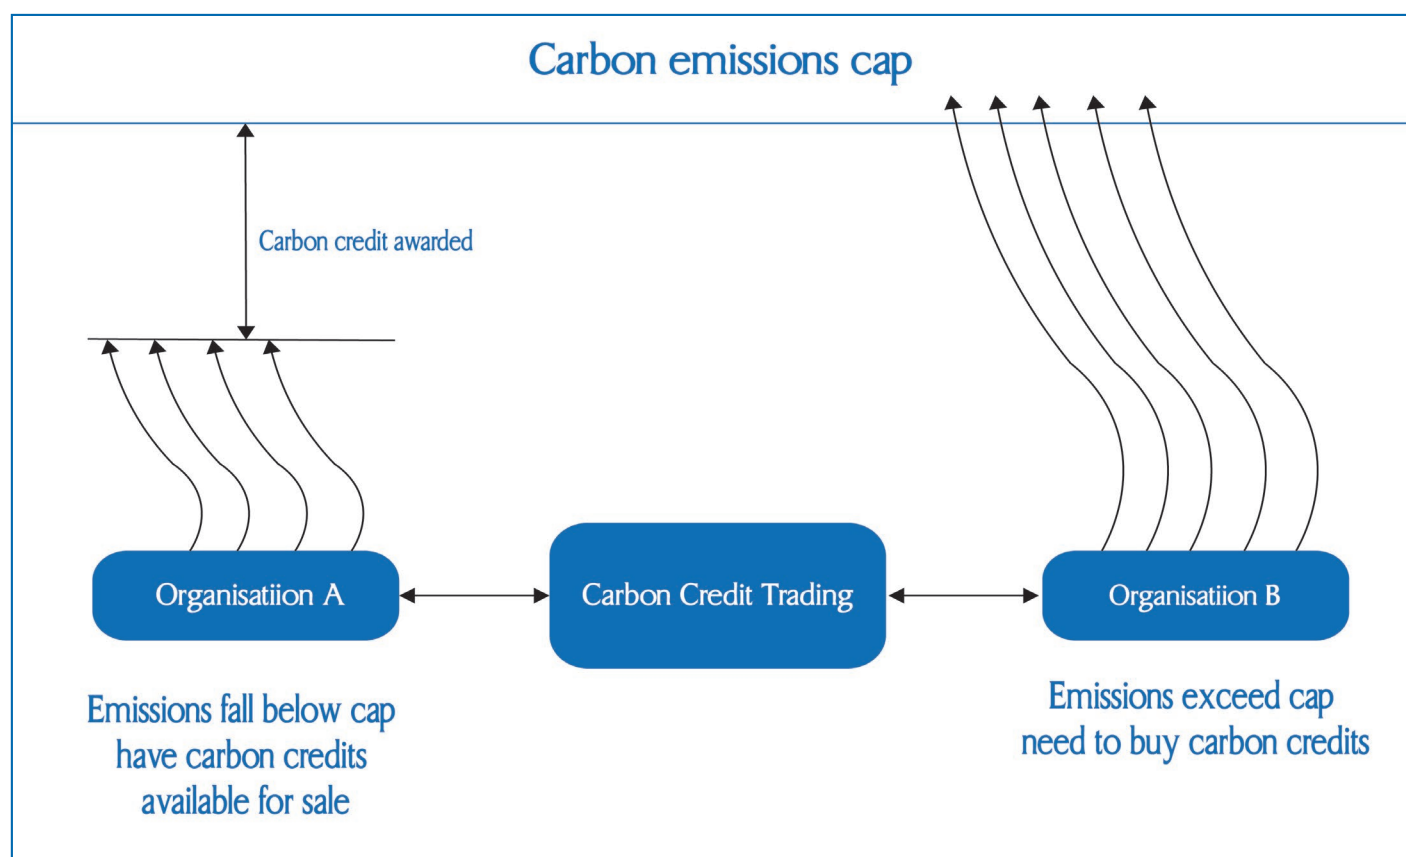 Carbon emissions cap
Carbon credit awarded
Organisatiion A
Carbon Credit Trading
Organisatiion B
Emissions fall below cap
have carbon credits
available for sale
Emissions exceed cap
need to buy carbon credits